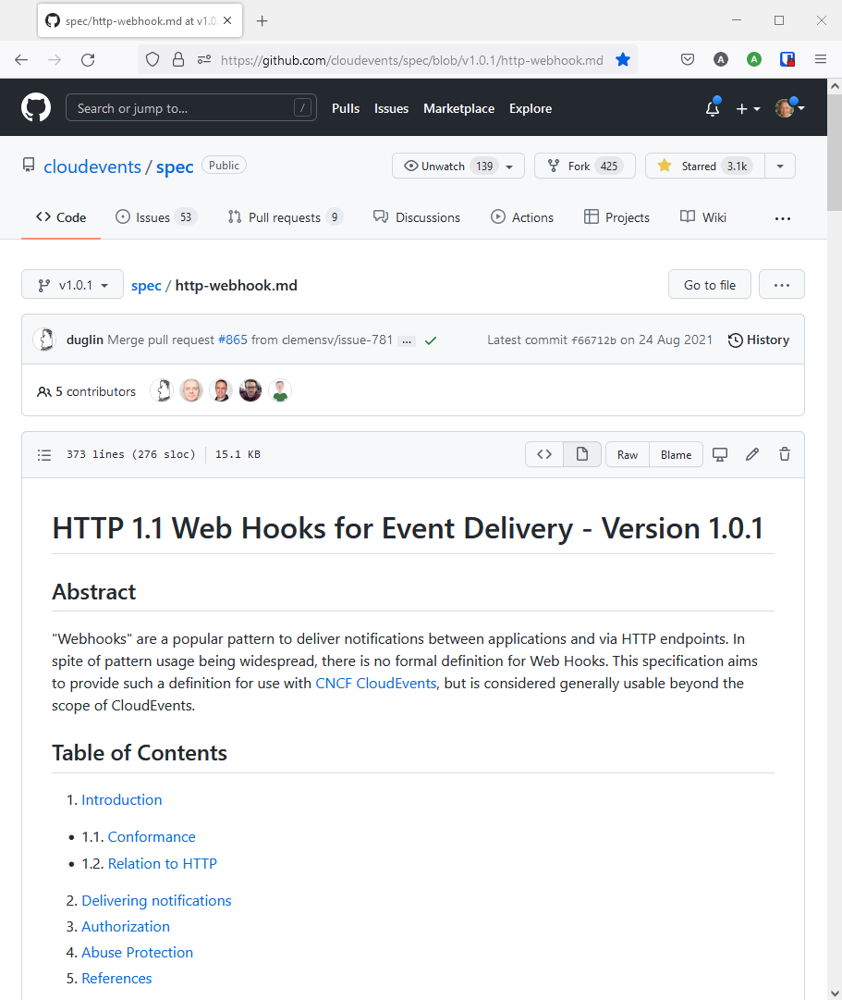 spec/http-webhook.md at v1.0.
https://github.com/cloudevents/spec/blob/v1.0.1/http-webhook.md
A A
Search or jump to... /
Pulls Issues Marketplace Explore
cloudevents / spec Public
Unwatch 139 Fork 425 Starred 3.1k
Code Issues 53 Pull requests 9 Discussions Actions Projects Wiki ...
v1.0.1 spec / http-webhook.md Go to file ...
duglin Merge pull request #865 from clemensv/issue-781 ... Latest commit f66712b on 24 Aug 2021 History
5 contributors
373 lines (276 sloc) 15.1 KB <> Raw Blame
HTTP 1.1 Web Hooks for Event Delivery - Version 1.0.1
Abstract
"Webhooks" are a popular pattern to deliver notifications between applications and via HTTP endpoints. In
spite of pattern usage being widespread, there is no formal definition for Web Hooks. This specification aims
to provide such a definition for use with CNCF CloudEvents, but is considered generally usable beyond the
scope of CloudEvents.
Table of Contents
1. Introduction
• 1.1. Conformance
• 1.2. Relation to HTTP
2. Delivering notifications
3. Authorization
4. Abuse Protection
5. References